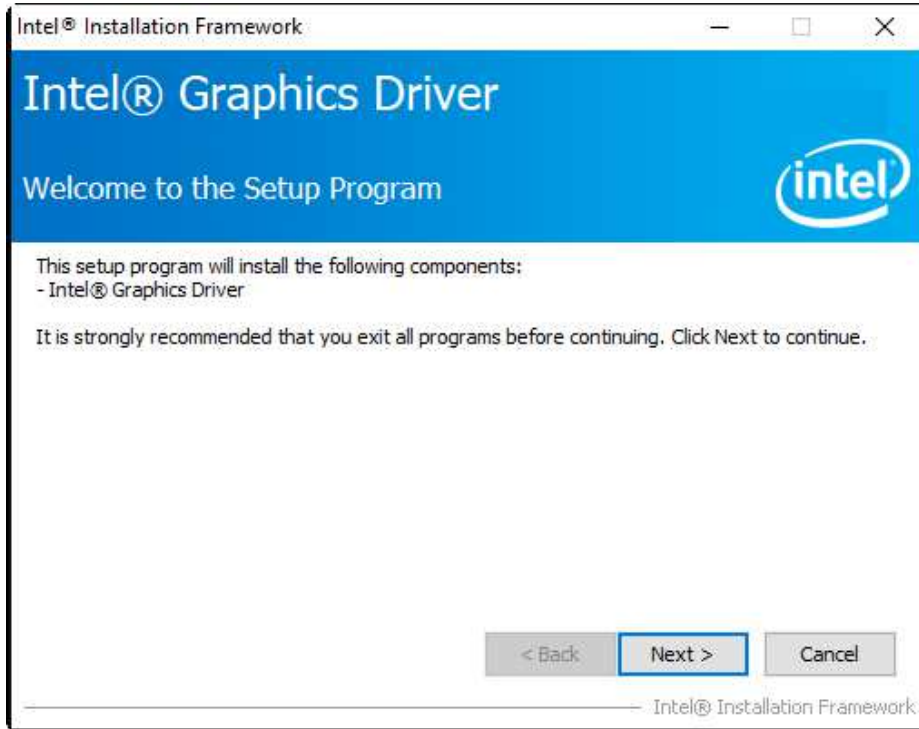 Intel® Installation Framework
Intel® Graphics Driver
Welcome to the Setup Program
intel
This setup program will install the following components:
- Intel® Graphics Driver
It is strongly recommended that you exit all programs before continuing. Click Next to continue.
< Back
Next >
Cancel
Intel® Installation Framework